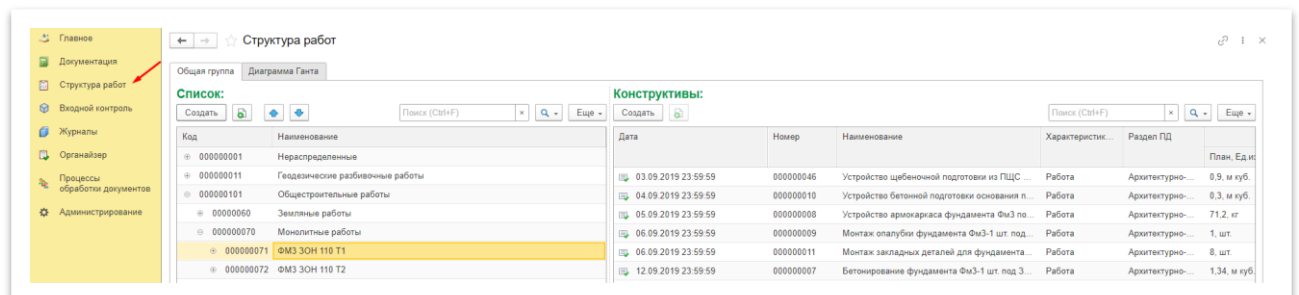 Главное
Документация
Структура работ
Входной контроль
Журналы
Органайзер
Процессы
обработки документов
Администрирование
Структура работ
Общая группа Диаграмма Ганта
Список:
Создать Поиск (Ctrl+F) × Еще
Код Наименование
000000001 Нераспределенные
000000011 Геодезические разбивочные работы
000000101 Общестроительные работы
00000060 Земляные работы
000000070 Монолитные работы
000000071 ФМЗ ЗОН 110 Т1
000000072 ФМЗ ЗОН 110 Т2
Конструктивы:
Создать Поиск (Ctrl+F) × Еще
Дата Номер Наименование Характеристик... Раздел ПД
План, Ед.из
03.09.2019 23:59:59 000000046 Устройство щебеночной подготовки из ПЩС ... Работа Архитектурно-... 0,9, м куб.
04.09.2019 23:59:59 000000010 Устройство бетонной подготовки основания п... Работа Архитектурно-... 0,3, м куб.
05.09.2019 23:59:59 000000008 Устройство армокаркаса фундамента Фм3 по... Работа Архитектурно-... 71,2, кг
06.09.2019 23:59:59 000000009 Монтаж опалубки фундамента Фм3-1 шт. под... Работа Архитектурно-... 1, шт.
06.09.2019 23:59:59 000000011 Монтаж закладных деталей для фундамента... Работа Архитектурно-... 8, шт.
12.09.2019 23:59:59 000000007 Бетонирование фундамента Фм3-1 шт. под З... Работа Архитектурно-... 1,34, м куб.